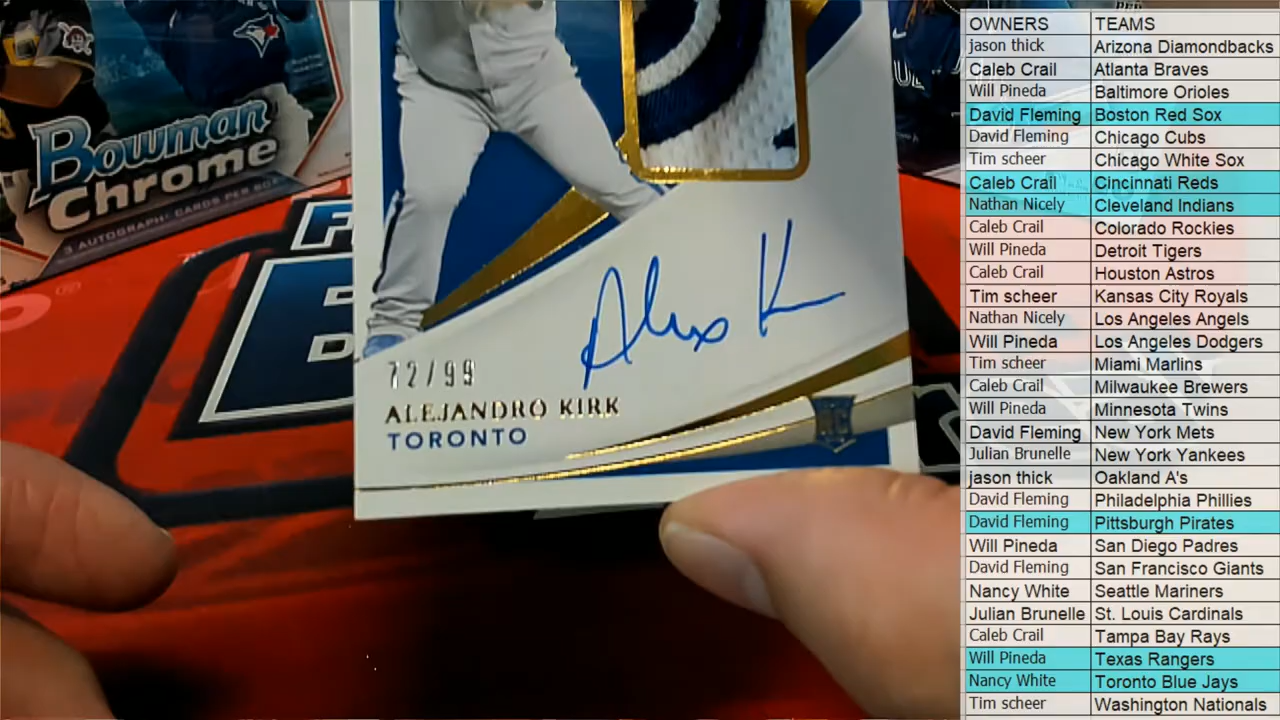 Bowman
Chrome
3 AUTOGRAPH CARDS PER BOX
Alex K
72/99
ALEJANDRO KIRK
TORONTO
OWNERS TEAMS
jason thick Arizona Diamondbacks
Caleb Crail Atlanta Braves
Will Pineda Baltimore Orioles
David Fleming Boston Red Sox
David Fleming Chicago Cubs
Tim scheer Chicago White Sox
Caleb Crail Cincinnati Reds
Nathan Nicely Cleveland Indians
Caleb Crail Colorado Rockies
Will Pineda Detroit Tigers
Caleb Crail Houston Astros
Tim scheer Kansas City Royals
Nathan Nicely Los Angeles Angels
Will Pineda Los Angeles Dodgers
Tim scheer Miami Marlins
Caleb Crail Milwaukee Brewers
Will Pineda Minnesota Twins
David Fleming New York Mets
Julian Brunelle New York Yankees
jason thick Oakland A's
David Fleming Philadelphia Phillies
David Fleming Pittsburgh Pirates
Will Pineda San Diego Padres
David Fleming San Francisco Giants
Nancy White Seattle Mariners
Julian Brunelle St. Louis Cardinals
Caleb Crail Tampa Bay Rays
Will Pineda Texas Rangers
Nancy White Toronto Blue Jays
Tim scheer Washington Nationals